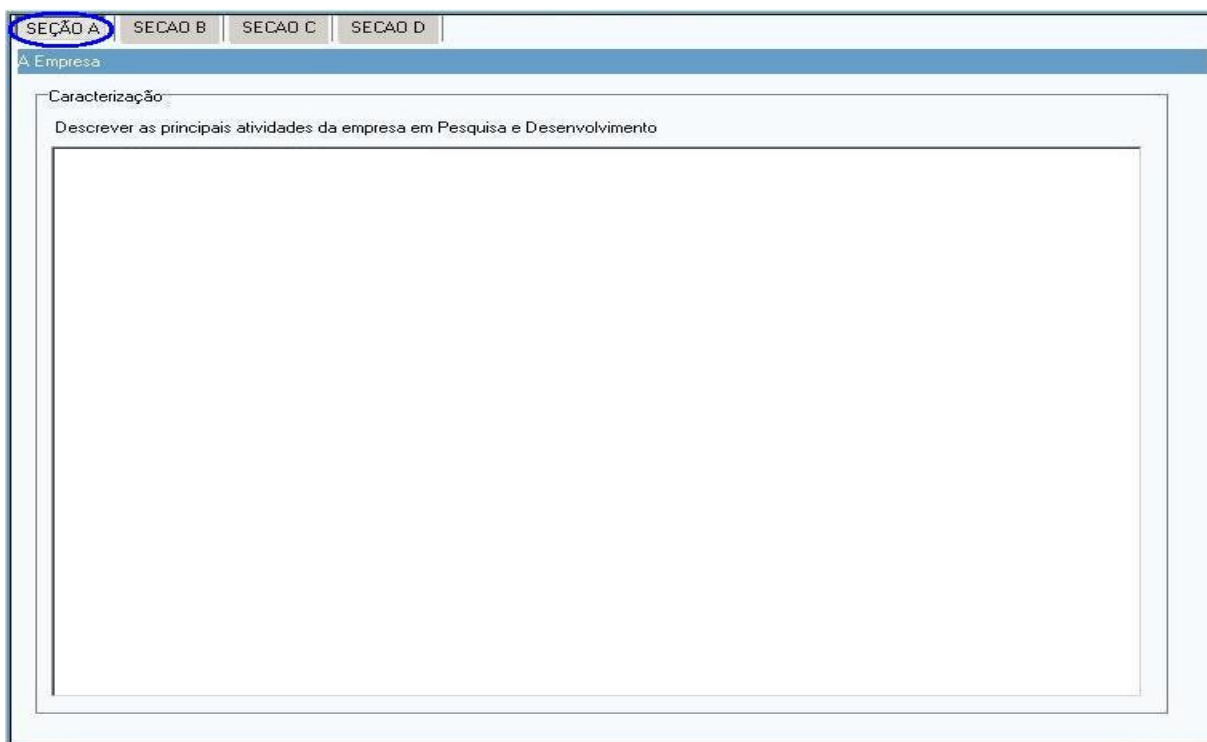 SEÇÃO A SECAO B SECAO C SECAO D
A Empresa
Caracterização
Descrever as principais atividades da empresa em Pesquisa e Desenvolvimento